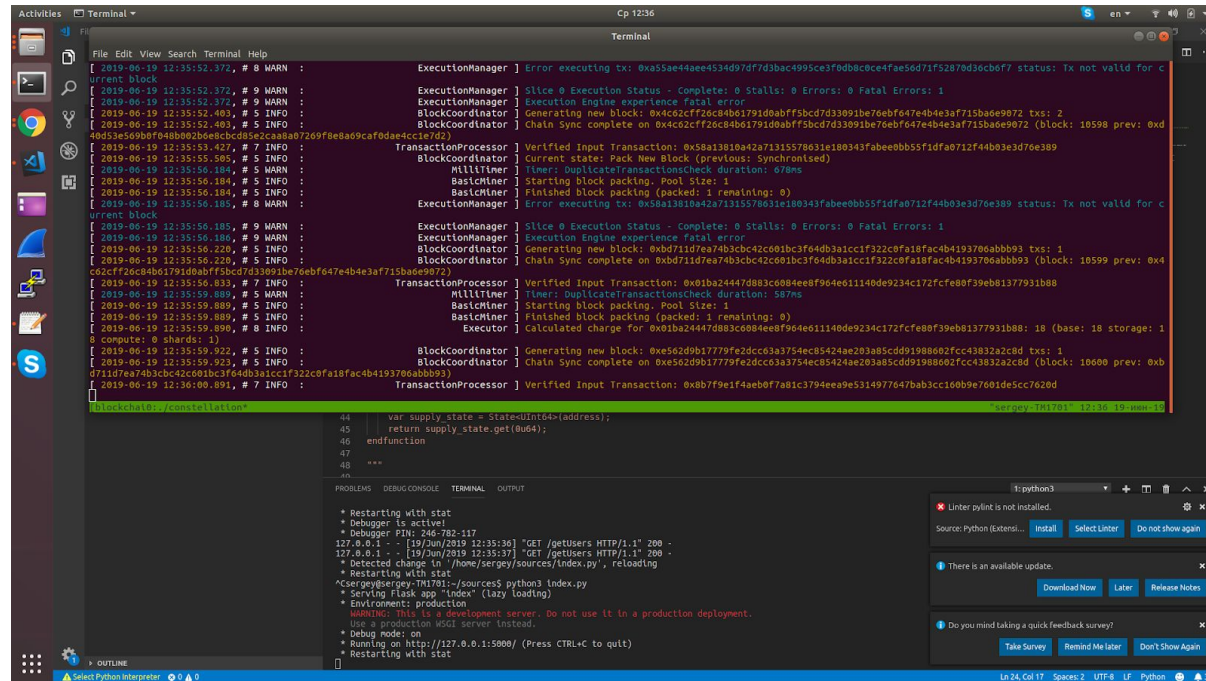 Activities Terminal Ср 12:36 en
Terminal
File Edit View Search Terminal Help
[ 2019-06-19 12:35:52.372, # 8 WARN : ExecutionManager ] Error executing tx: 0xa55ae44aee4534d97df7d3bac4995ce3f0db8c0ce4fae56d71f52870d36cb6f7 status: Tx not valid for c
urrent block
[ 2019-06-19 12:35:52.372, # 9 WARN : ExecutionManager ] Slice 0 Execution Status - Complete: 0 Stalls: 0 Errors: 0 Fatal Errors: 1
[ 2019-06-19 12:35:52.372, # 9 WARN : ExecutionManager ] Execution Engine experience fatal error
[ 2019-06-19 12:35:52.403, # 5 INFO : BlockCoordinator ] Generating new block: 0x4c62cff26c84b61791d0abff5bcd7d33091be76ebf647e4b4e3af715ba6e9072 txs: 2
[ 2019-06-19 12:35:52.403, # 5 INFO : BlockCoordinator ] Chain Sync complete on 0x4c62cff26c84b61791d0abff5bcd7d33091be76ebf647e4b4e3af715ba6e9072 (block: 10598 prev: 0xd
40d53e569b0f048b002b6e8cbcd85e2caa8a07269f8e8a69caf0dae4cc1e7d2)
[ 2019-06-19 12:35:53.427, # 7 INFO : TransactionProcessor ] Verified Input Transaction: 0x58a13810a42a71315578631e180343fabee0bb55f1dfa0712f44b03e3d76e389
[ 2019-06-19 12:35:55.505, # 5 INFO : BlockCoordinator ] Current state: Pack New Block (previous: Synchronised)
[ 2019-06-19 12:35:56.184, # 5 WARN : MilliTimer ] Timer: DuplicateTransactionsCheck duration: 678ms
[ 2019-06-19 12:35:56.184, # 5 INFO : BasicMiner ] Starting block packing. Pool Size: 1
[ 2019-06-19 12:35:56.184, # 5 INFO : BasicMiner ] Finished block packing (packed: 1 remaining: 0)
[ 2019-06-19 12:35:56.185, # 8 WARN : ExecutionManager ] Error executing tx: 0x58a13810a42a71315578631e180343fabee0bb55f1dfa0712f44b03e3d76e389 status: Tx not valid for c
urrent block
[ 2019-06-19 12:35:56.185, # 9 WARN : ExecutionManager ] Slice 0 Execution Status - Complete: 0 Stalls: 0 Errors: 0 Fatal Errors: 1
[ 2019-06-19 12:35:56.186, # 9 WARN : ExecutionManager ] Execution Engine experience fatal error
[ 2019-06-19 12:35:56.220, # 5 INFO : BlockCoordinator ] Generating new block: 0xbd711d7ea74b3cbc42c601bc3f64db3a1cc1f322c0fa18fac4b4193706abbb93 txs: 1
[ 2019-06-19 12:35:56.220, # 5 INFO : BlockCoordinator ] Chain Sync complete on 0xbd711d7ea74b3cbc42c601bc3f64db3a1cc1f322c0fa18fac4b4193706abbb93 (block: 10599 prev: 0x4
c62cff26c84b61791d0abff5bcd7d33091be76ebf647e4b4e3af715ba6e9072)
[ 2019-06-19 12:35:56.833, # 7 INFO : TransactionProcessor ] Verified Input Transaction: 0x01ba24447d883c6084ee8f964e611140de9234c172fcfe80f39eb81377931b88
[ 2019-06-19 12:35:59.889, # 5 WARN : MilliTimer ] Timer: DuplicateTransactionsCheck duration: 587ms
[ 2019-06-19 12:35:59.889, # 5 INFO : BasicMiner ] Starting block packing. Pool Size: 1
[ 2019-06-19 12:35:59.889, # 5 INFO : BasicMiner ] Finished block packing (packed: 1 remaining: 0)
[ 2019-06-19 12:35:59.890, # 8 INFO : Executor ] Calculated charge for 0x01ba24447d883c6084ee8f964e611140de9234c172fcfe80f39eb81377931b88: 18 (base: 18 storage: 1
8 compute: 0 shards: 1)
[ 2019-06-19 12:35:59.922, # 5 INFO : BlockCoordinator ] Generating new block: 0xe562d9b17779fe2dcc63a3754ec85424ae203a85cdd91988602fcc43832a2c8d txs: 1
[ 2019-06-19 12:35:59.923, # 5 INFO : BlockCoordinator ] Chain Sync complete on 0xe562d9b17779fe2dcc63a3754ec85424ae203a85cdd91988602fcc43832a2c8d (block: 10600 prev: 0xb
d711d7ea74b3cbc42c601bc3f64db3a1cc1f322c0fa18fac4b4193706abbb93)
[ 2019-06-19 12:36:00.891, # 7 INFO : TransactionProcessor ] Verified Input Transaction: 0x8b7f9e1f4aeb0f7a81c3794eea9e5314977647bab3cc160b9e7601de5cc7620d
[blockchai0:./constellation* "sergey-TM1701" 12:36 19-июн-19
44 var supply_state = State<UInt64>(address);
45 return supply_state.get(0u64);
46 endfunction
47
48 """
PROBLEMS DEBUG CONSOLE TERMINAL OUTPUT 1: python3
* Restarting with stat
* Debugger is active!
* Debugger PIN: 246-782-117
127.0.0.1 - - [19/Jun/2019 12:35:36] "GET /getUsers HTTP/1.1" 200 -
127.0.0.1 - - [19/Jun/2019 12:35:37] "GET /getUsers HTTP/1.1" 200 -
* Detected change in '/home/sergey/sources/index.py', reloading
* Restarting with stat
^Csergey@sergey-TM1701:~/sources$ python3 index.py
* Serving Flask app "index" (lazy loading)
* Environment: production
WARNING: This is a development server. Do not use it in a production deployment.
Use a production WSGI server instead.
* Debug mode: on
* Running on http://127.0.0.1:5000/ (Press CTRL+C to quit)
* Restarting with stat
Linter pylint is not installed.
Source: Python (Extensi... Install Select Linter Do not show again
There is an available update.
Download Now Later Release Notes
Do you mind taking a quick feedback survey?
Take Survey Remind Me later Don't Show Again
OUTLINE
Select Python Interpreter 0 0 Ln 24, Col 17 Spaces: 2 UTF-8 LF Python